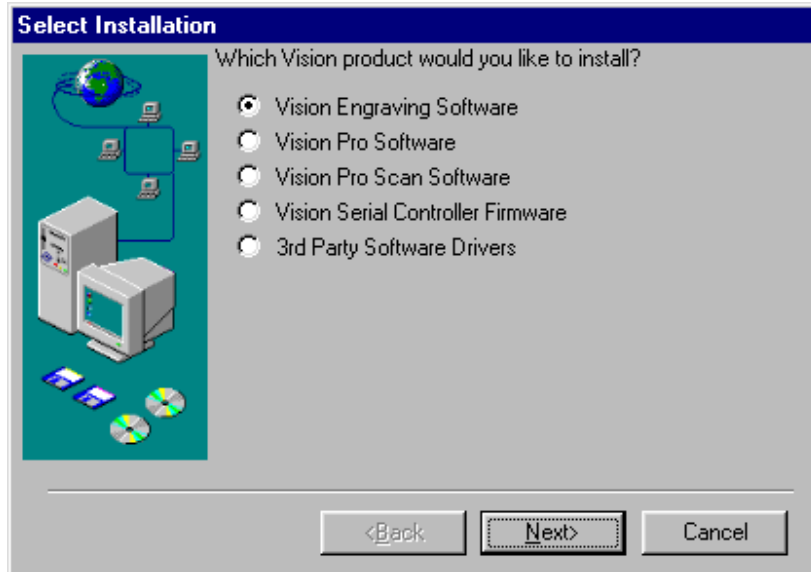 Select Installation
Which Vision product would you like to install?
Vision Engraving Software
Vision Pro Software
Vision Pro Scan Software
Vision Serial Controller Firmware
3rd Party Software Drivers
<Back Next> Cancel